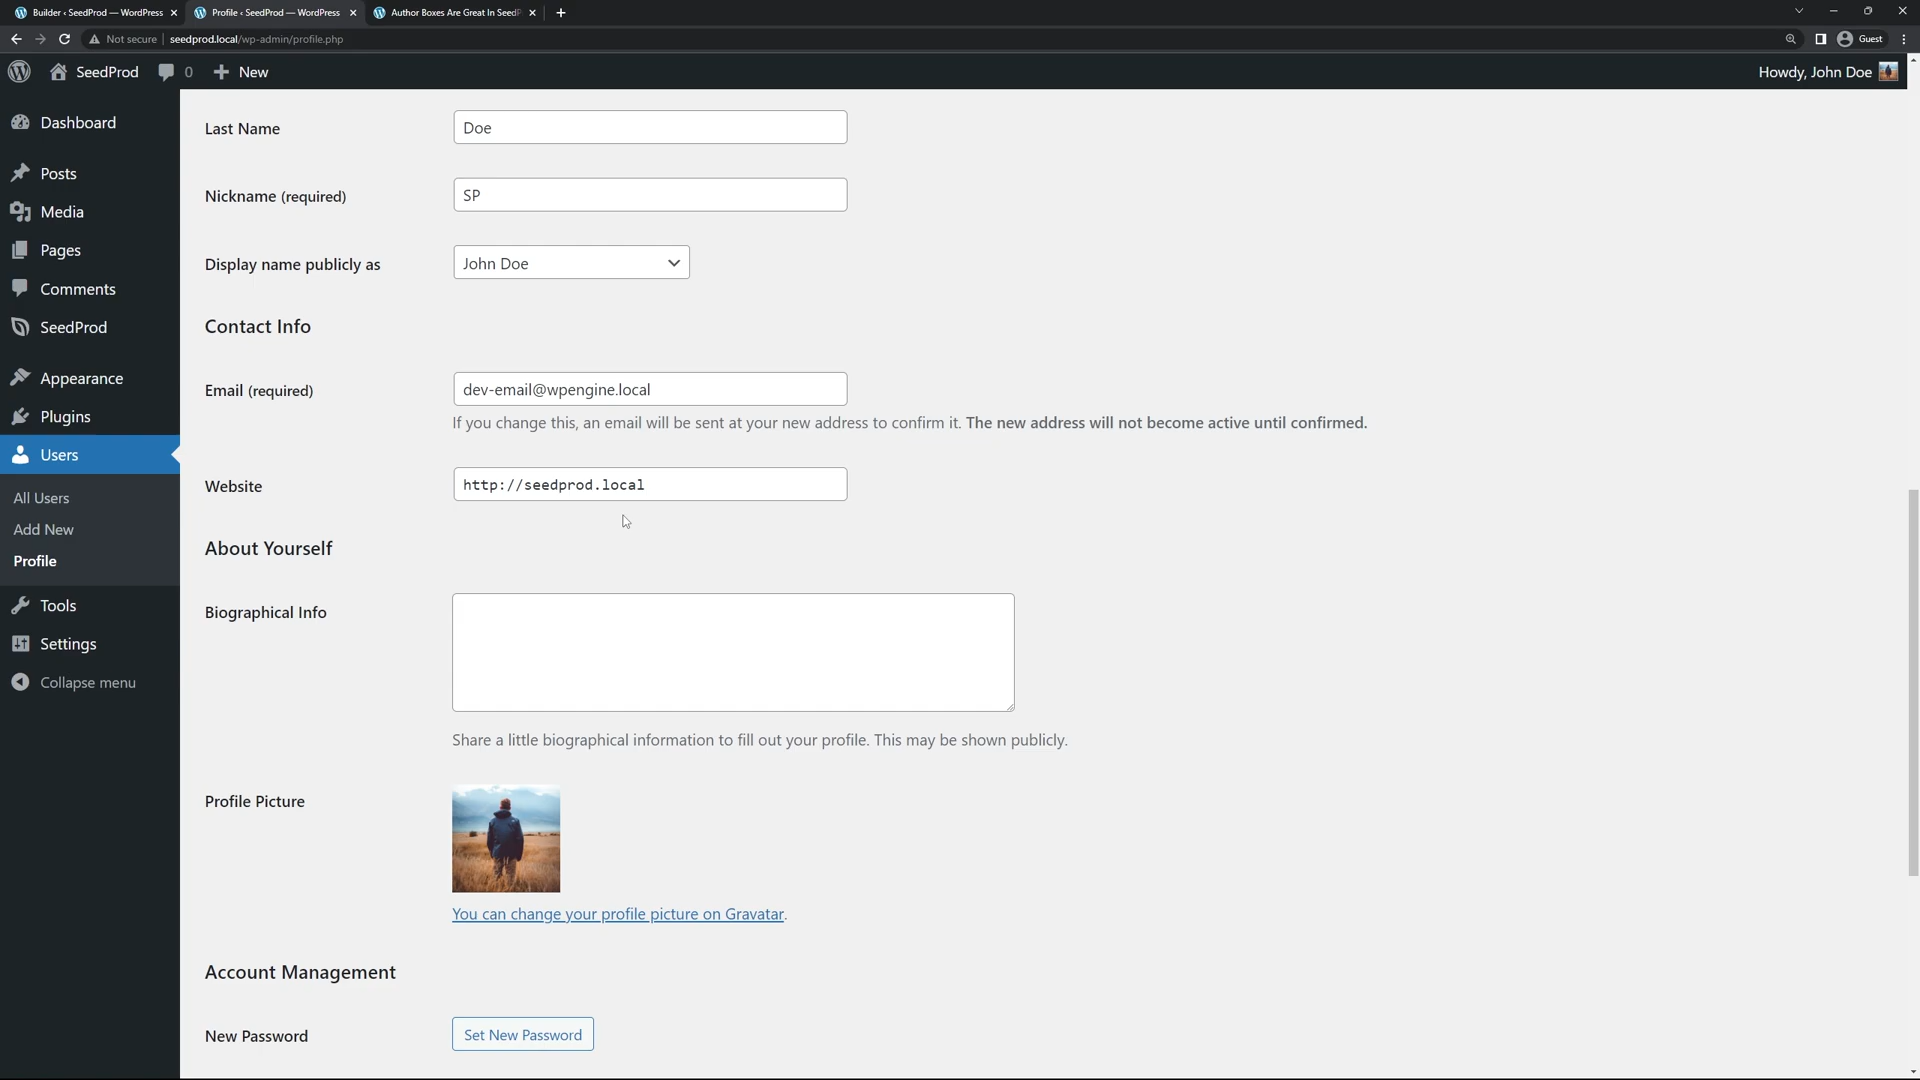 Builder ‹ SeedProd — WordPress
Profile ‹ SeedProd — WordPress
Author Boxes Are Great In SeedP
Not secure
seedprod.local/wp-admin/profile.php
Guest
SeedProd
0
New
Howdy, John Doe
Dashboard
Posts
Media
Pages
Comments
SeedProd
Appearance
Plugins
Users
All Users
Add New
Profile
Tools
Settings
Collapse menu
Last Name
Doe
Nickname (required)
SP
Display name publicly as
John Doe
Contact Info
Email (required)
dev-email@wpengine.local
If you change this, an email will be sent at your new address to confirm it. The new address will not become active until confirmed.
Website
http://seedprod.local
About Yourself
Biographical Info
Share a little biographical information to fill out your profile. This may be shown publicly.
Profile Picture
You can change your profile picture on Gravatar.
Account Management
New Password
Set New Password